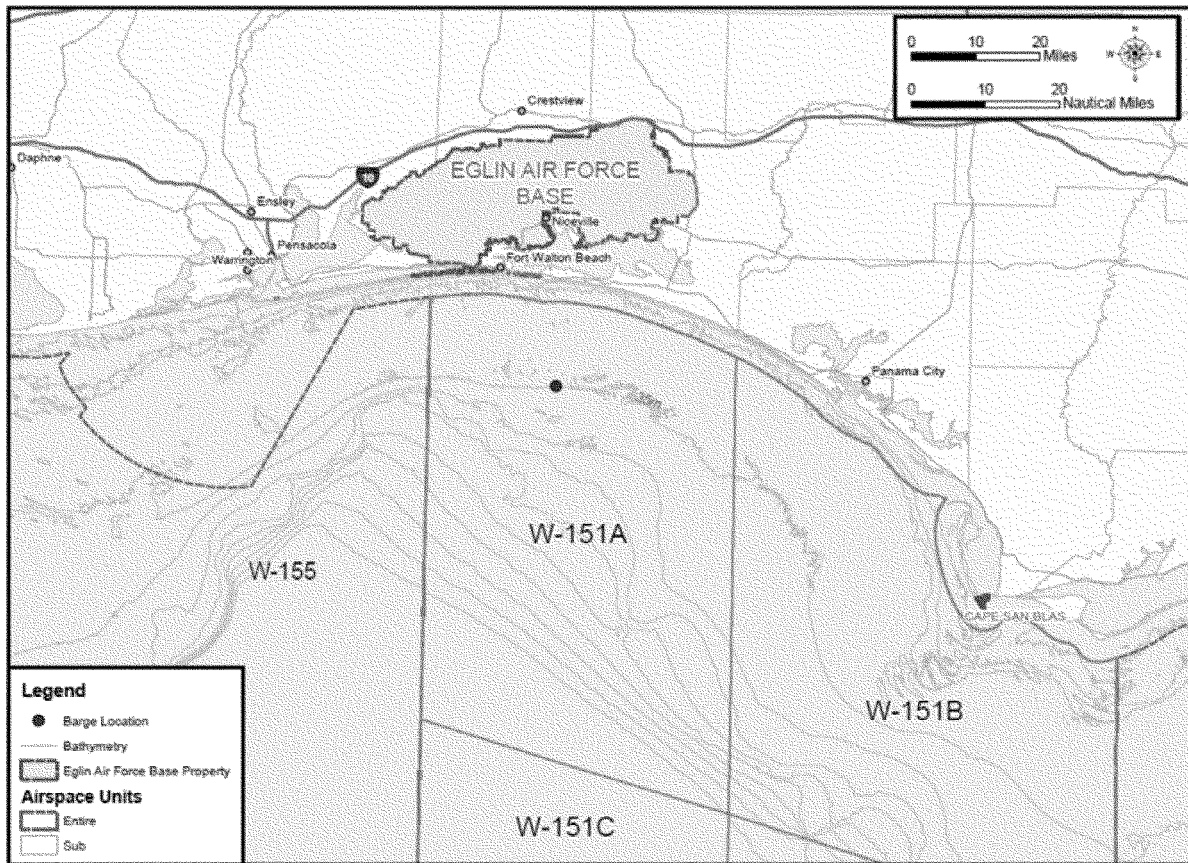 0 10 20
Miles
N
W E
S
0 10 20
Nautical Miles
Crestview
Daphne
EGLIN AIR FORCE
BASE
Ensley
Niceville
Pensacola
Warrington
Fort Walton Beach
Panama City
W-151A
W-155
CAPE SAN BLAS
W-151B
W-151C
Legend
Barge Location
Bathymetry
Eglin Air Force Base Property
Airspace Units
Entire
Sub